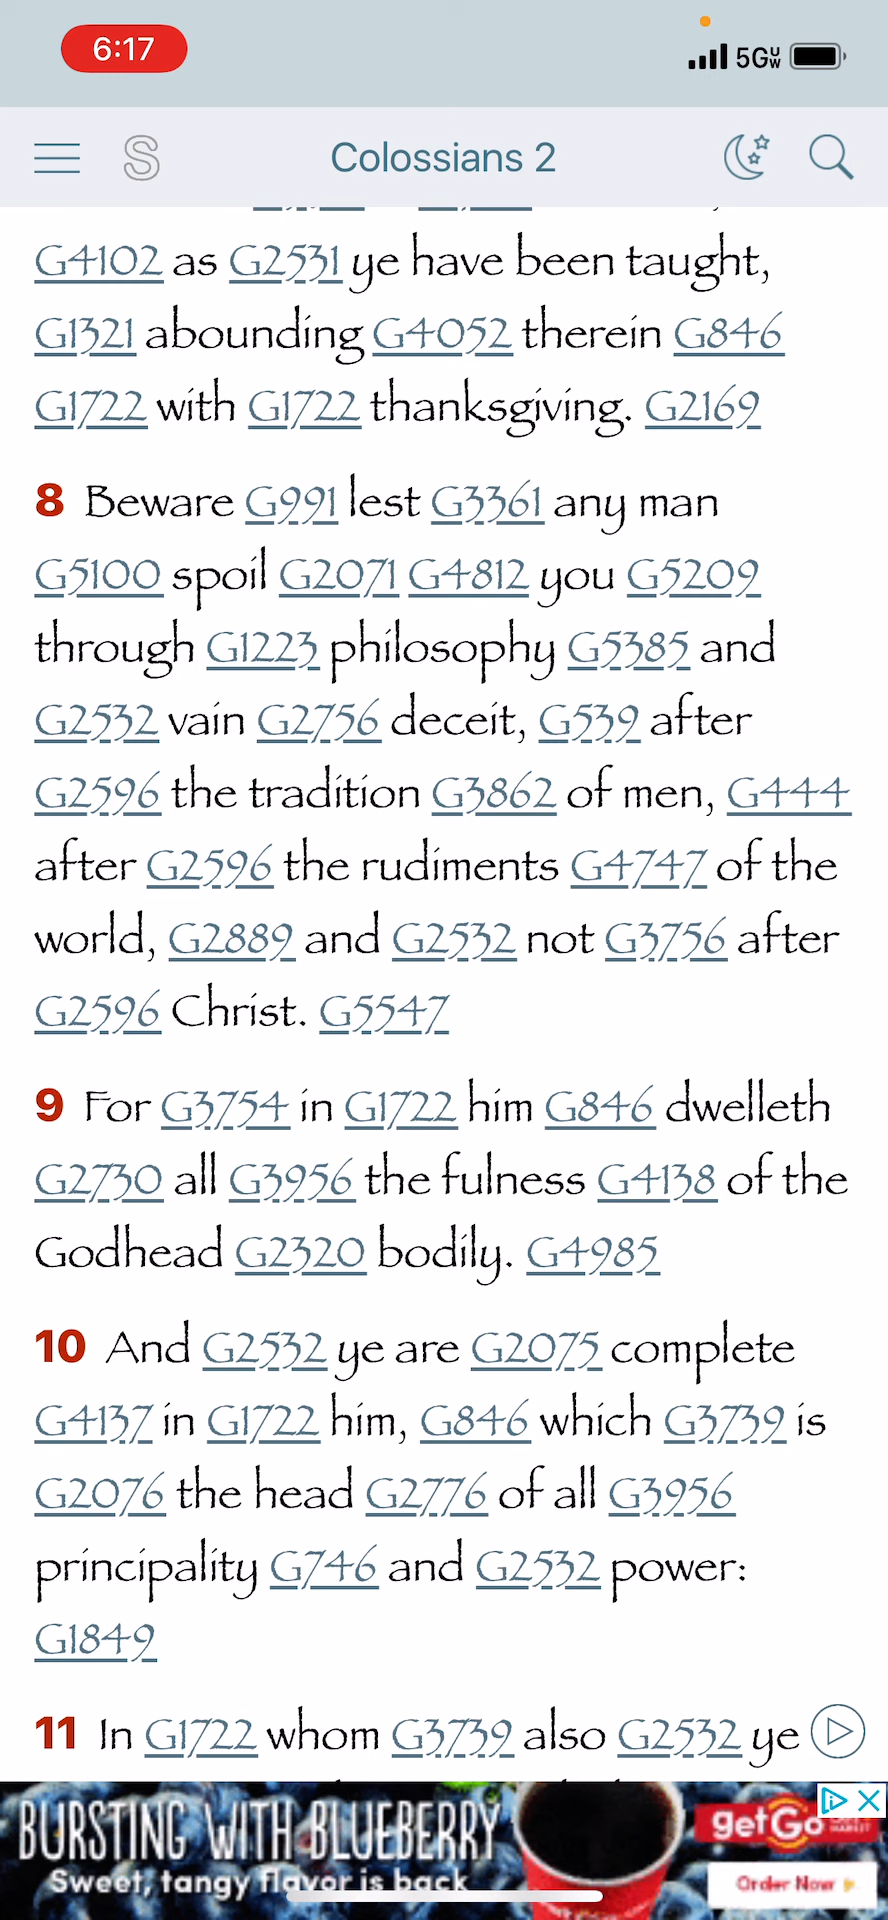 6:17
5GUW
S
Colossians 2
G4102 as G2531 ye have been taught,
G1321 abounding G4052 therein G846
G1722 with G1722 thanksgiving. G2169
8 Beware G991 lest G3361 any man
G5100 spoil G2071 G4812 you G5209
through G1223 philosophy G5385 and
G2532 vain G2756 deceit, G539 after
G2596 the tradition G3862 of men, G444
after G2596 the rudiments G4747 of the
world, G2889 and G2532 not G3756 after
G2596 Christ. G5547
9 For G3754 in G1722 him G846 dwelleth
G2730 all G3956 the fulness G4138 of the
Godhead G2320 bodily. G4985
10 And G2532 ye are G2075 complete
G4137 in G1722 him, G846 which G3739 is
G2076 the head G2776 of all G3956
principality G746 and G2532 power:
G1849
11 In G1722 whom G3739 also G2532 ye
BURSTING WITH BLUEBERRY
Sweet, tangy flavor is back
getGo
Order Now